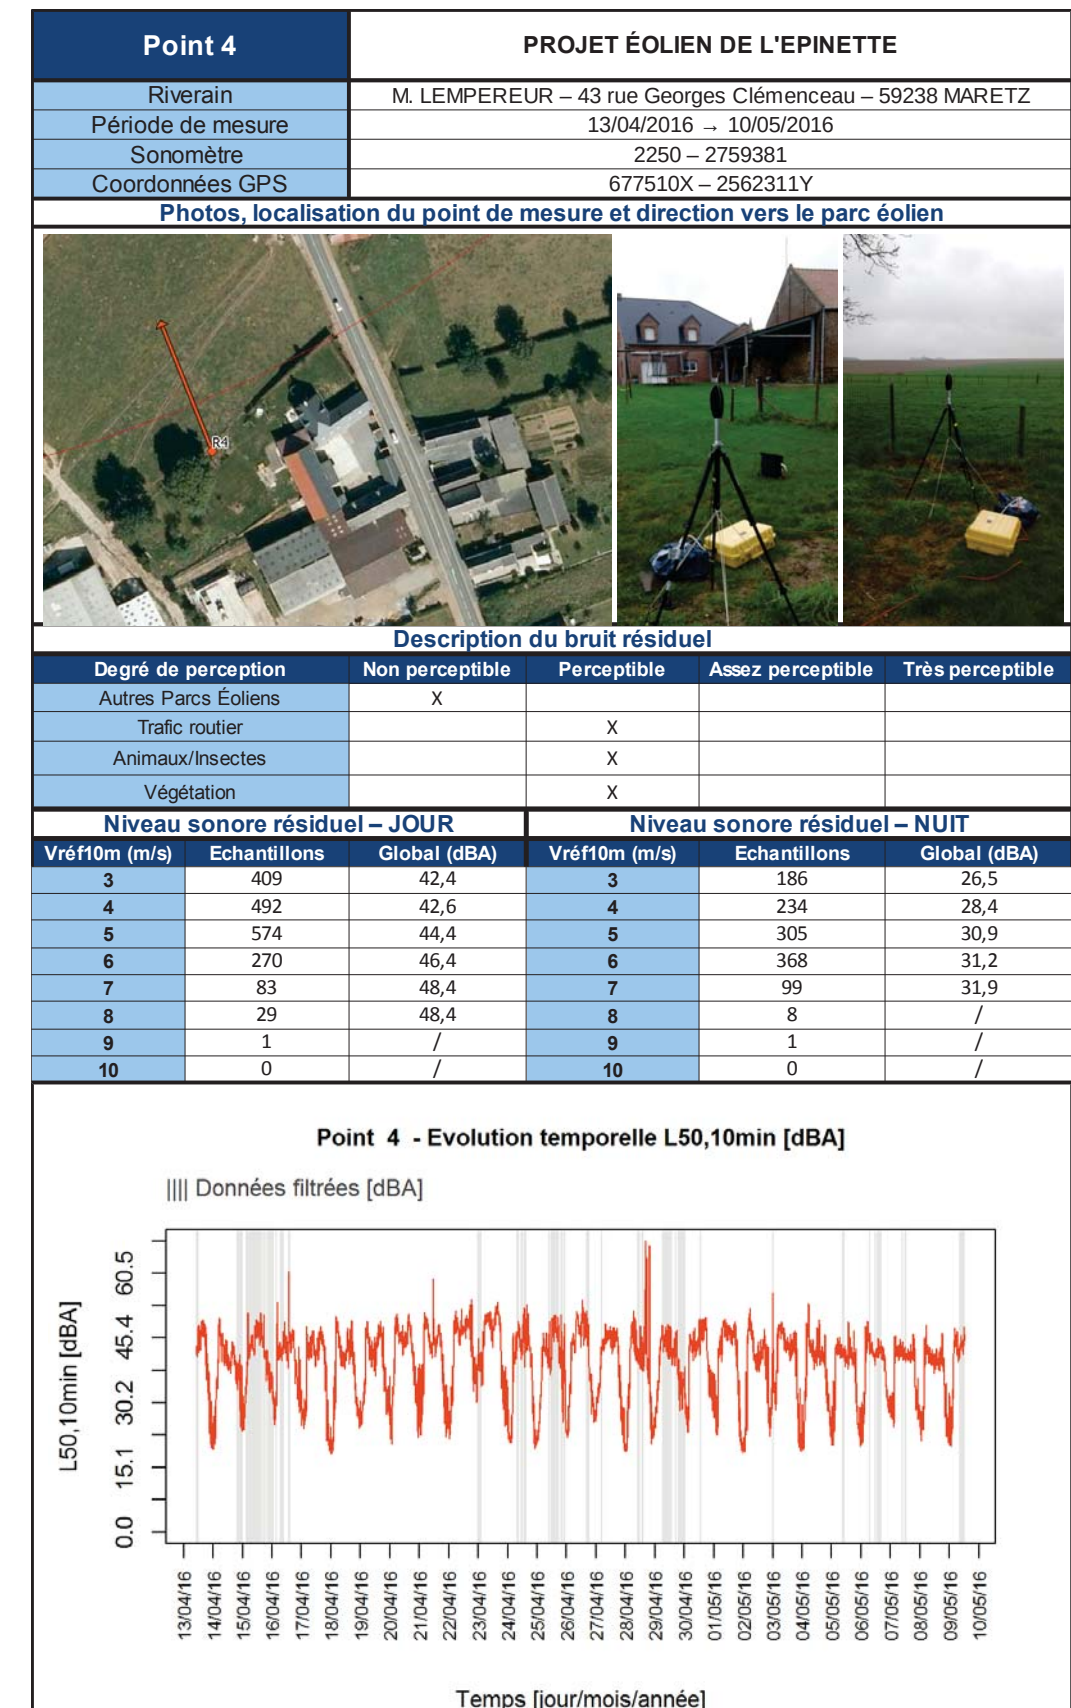 Point 4 PROJET ÉOLIEN DE L'EPINETTE
Riverain M. LEMPEREUR – 43 rue Georges Clémenceau – 59238 MARETZ
Période de mesure 13/04/2016 → 10/05/2016
Sonomètre 2250 – 2759381
Coordonnées GPS 677510X – 2562311Y
Photos, localisation du point de mesure et direction vers le parc éolien
R4
Description du bruit résiduel
Degré de perception Non perceptible Perceptible Assez perceptible Très perceptible
Autres Parcs Éoliens X
Trafic routier X
Animaux/Insectes X
Végétation X
Niveau sonore résiduel – JOUR Niveau sonore résiduel – NUIT
Vréf10m (m/s) Echantillons Global (dBA) Vréf10m (m/s) Echantillons Global (dBA)
3 409 42,4 3 186 26,5
4 492 42,6 4 234 28,4
5 574 44,4 5 305 30,9
6 270 46,4 6 368 31,2
7 83 48,4 7 99 31,9
8 29 48,4 8 8 /
9 1 / 9 1 /
10 0 / 10 0 /
Point 4 - Evolution temporelle L50,10min [dBA]
|||| Données filtrées [dBA]
L50,10min [dBA]
60.5
45.4
30.2
15.1
0.0
13/04/16 14/04/16 15/04/16 16/04/16 17/04/16 18/04/16 19/04/16 20/04/16 21/04/16 22/04/16 23/04/16 24/04/16 25/04/16 26/04/16 27/04/16 28/04/16 29/04/16 30/04/16 01/05/16 02/05/16 03/05/16 04/05/16 05/05/16 06/05/16 07/05/16 08/05/16 09/05/16 10/05/16
Temps [jour/mois/année]